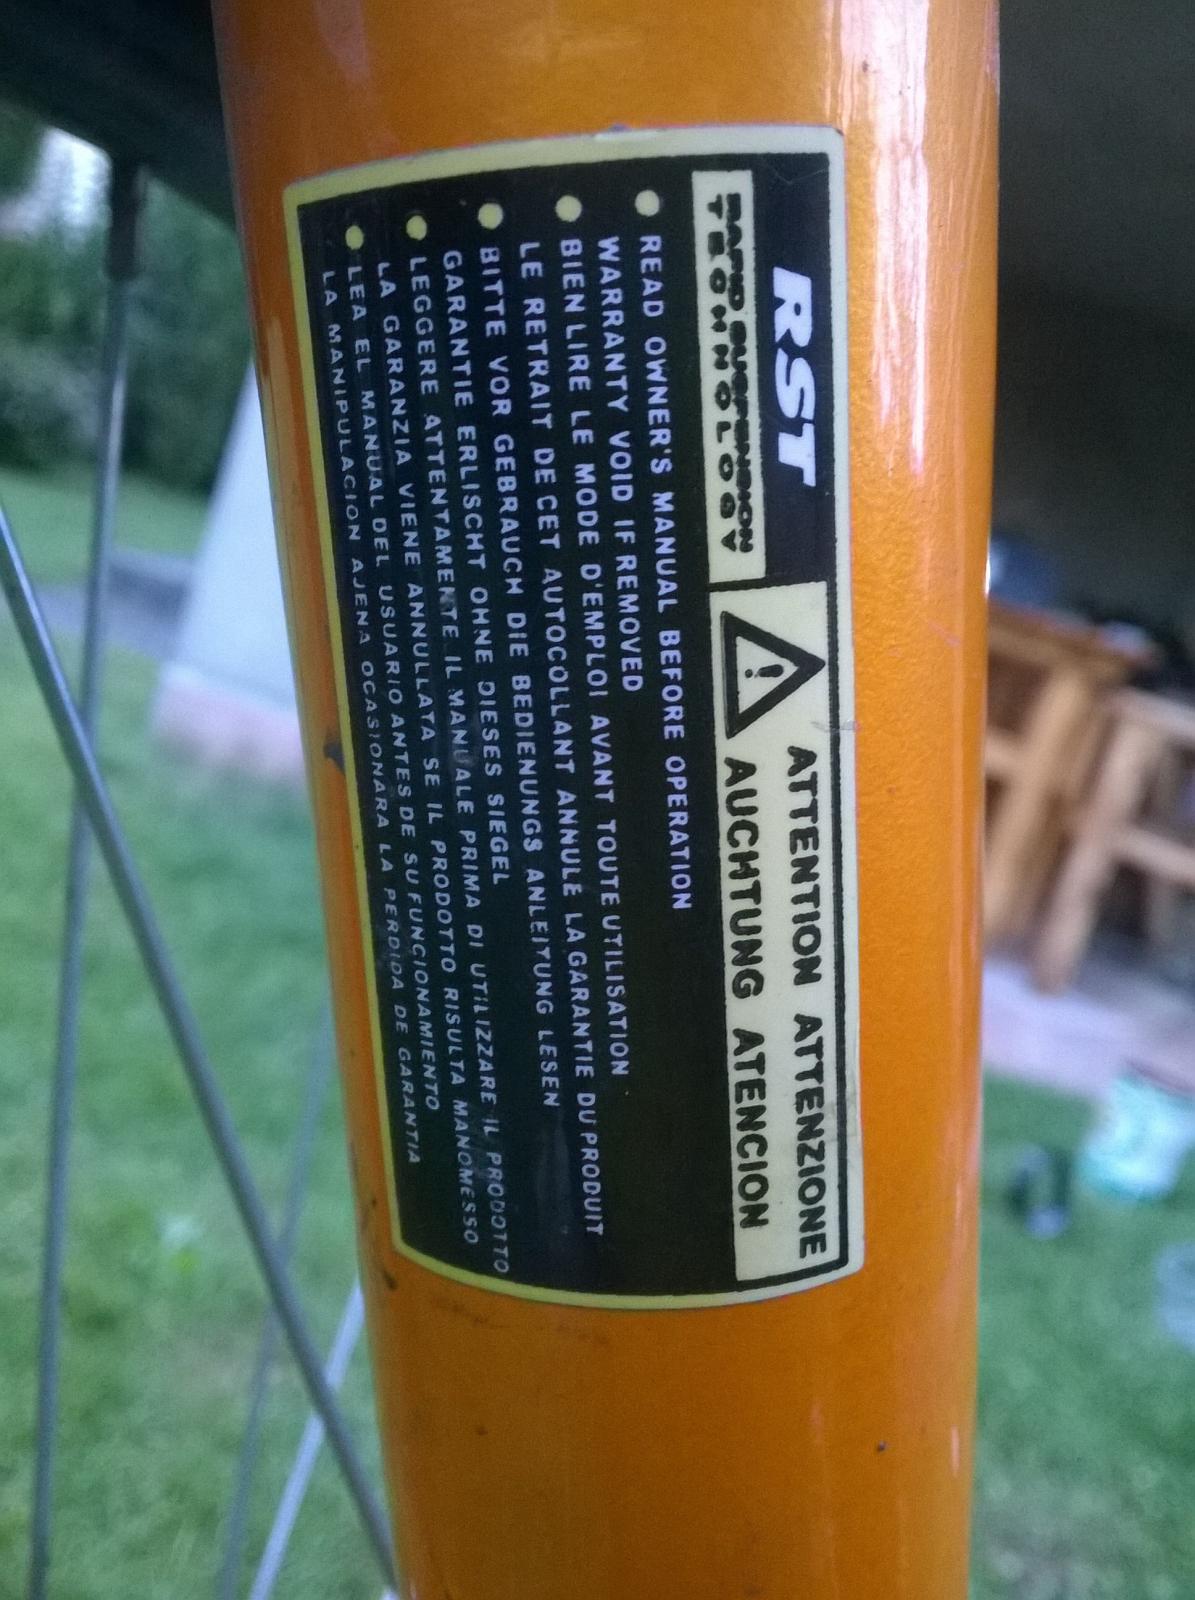 RST
RAPID SUSPENSION
TECHNOLOGY
ATTENTION ATTENZIONE
AUCHTUNG ATENCION
• READ OWNER'S MANUAL BEFORE OPERATION
WARRANTY VOID IF REMOVED
• BIEN LIRE LE MODE D'EMPLOI AVANT TOUTE UTILISATION
LE RETRAIT DE CET AUTOCOLLANT ANNULE LA GARANTIE DU PRODUIT
• BITTE VOR GEBRAUCH DIE BEDIENUNGS ANLEITUNG LESEN
GARANTIE ERLISCHT OHNE DIESES SIEGEL
• LEGGERE ATTENTAMENTE IL MANUALE PRIMA DI UTILIZZARE IL PRODOTTO
LA GARANZIA VIENE ANNULLATA SE IL PRODOTTO RISULTA MANOMESSO
• LEA EL MANUAL DEL USUARIO ANTES DE SU FUNCIONAMIENTO
LA MANIPULACION AJENA OCASIONARA LA PERDIDA DE GARANTIA